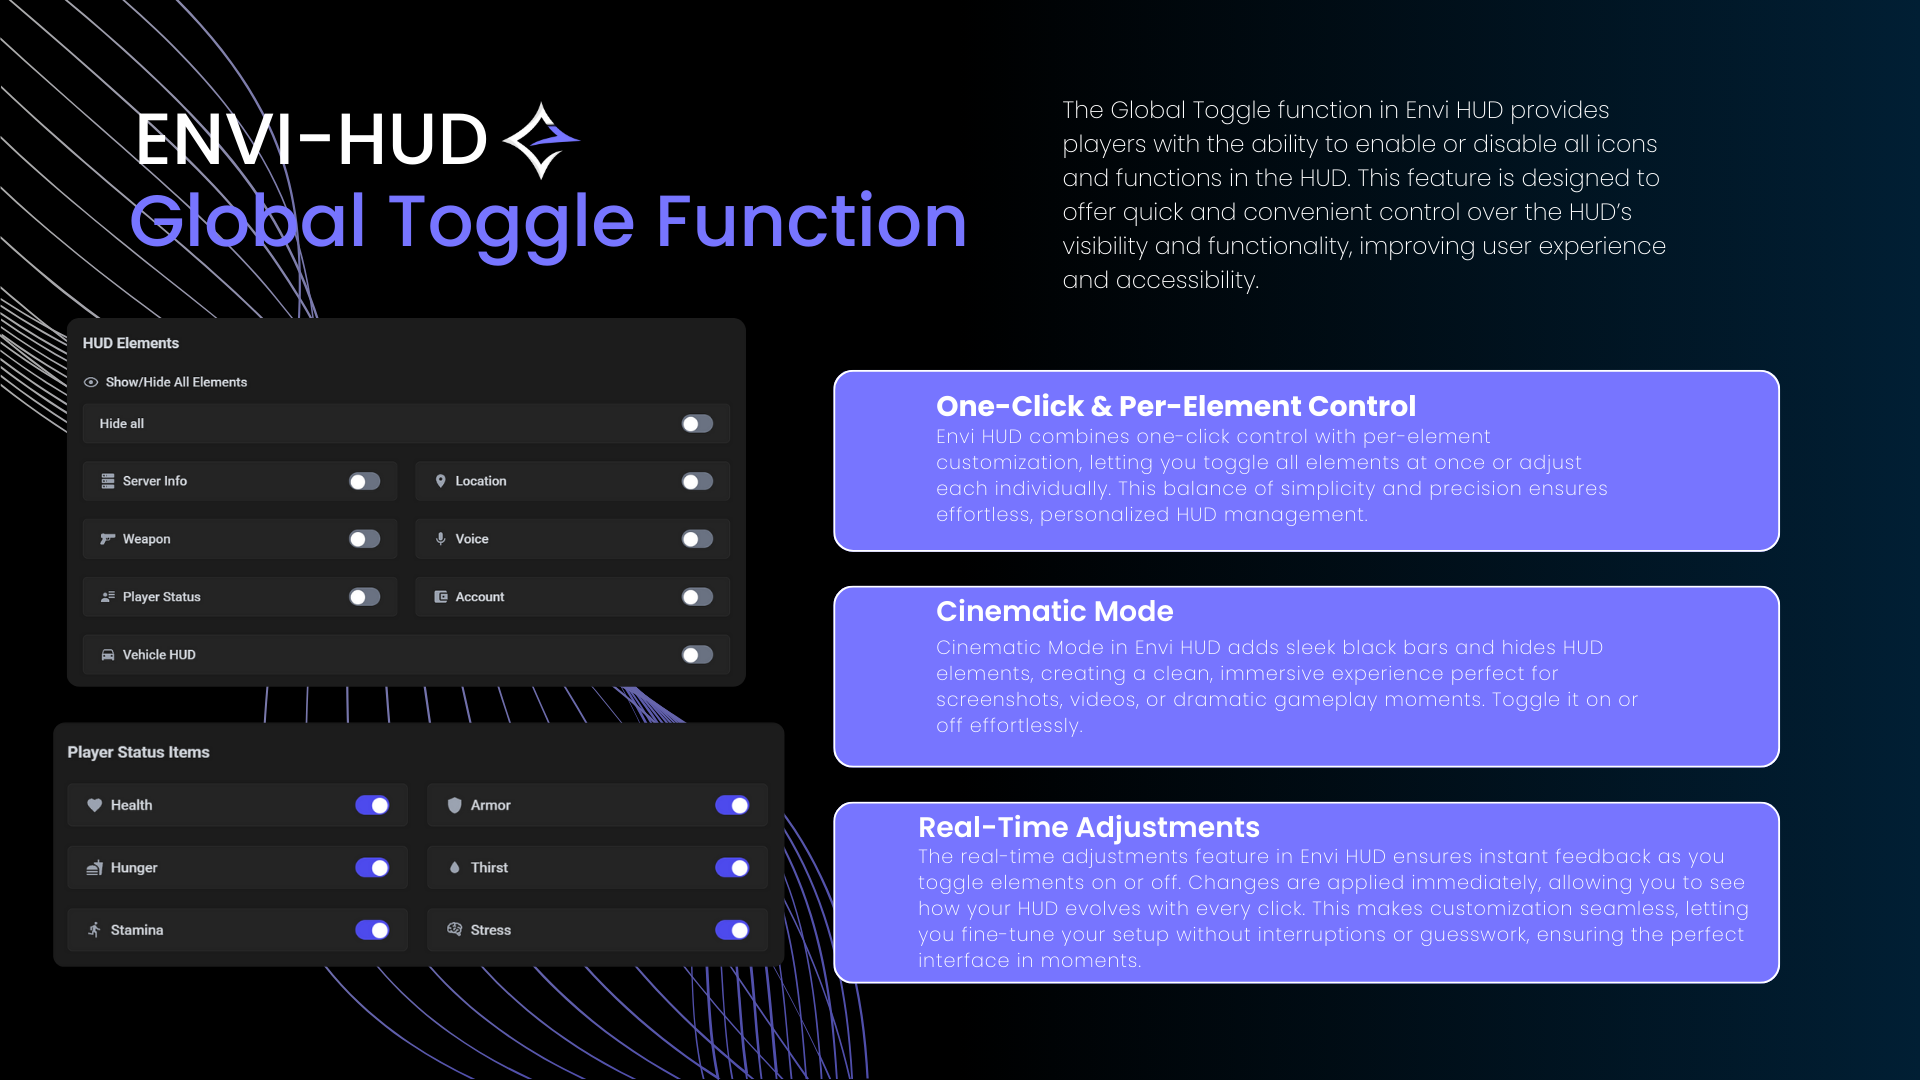 ENVI-HUD
Global Toggle Function
The Global Toggle function in Envi HUD provides
players with the ability to enable or disable all icons
and functions in the HUD. This feature is designed to
offer quick and convenient control over the HUD’s
visibility and functionality, improving user experience
and accessibility.
HUD Elements
Show/Hide All Elements
Hide all
Server Info
Location
Weapon
Voice
Player Status
Account
Vehicle HUD
Player Status Items
Health
Armor
Hunger
Thirst
Stamina
Stress
One-Click & Per-Element Control
Envi HUD combines one-click control with per-element
customization, letting you toggle all elements at once or adjust
each individually. This balance of simplicity and precision ensures
effortless, personalized HUD management.
Cinematic Mode
Cinematic Mode in Envi HUD adds sleek black bars and hides HUD
elements, creating a clean, immersive experience perfect for
screenshots, videos, or dramatic gameplay moments. Toggle it on or
off effortlessly.
Real-Time Adjustments
The real-time adjustments feature in Envi HUD ensures instant feedback as you
toggle elements on or off. Changes are applied immediately, allowing you to see
how your HUD evolves with every click. This makes customization seamless, letting
you fine-tune your setup without interruptions or guesswork, ensuring the perfect
interface in moments.